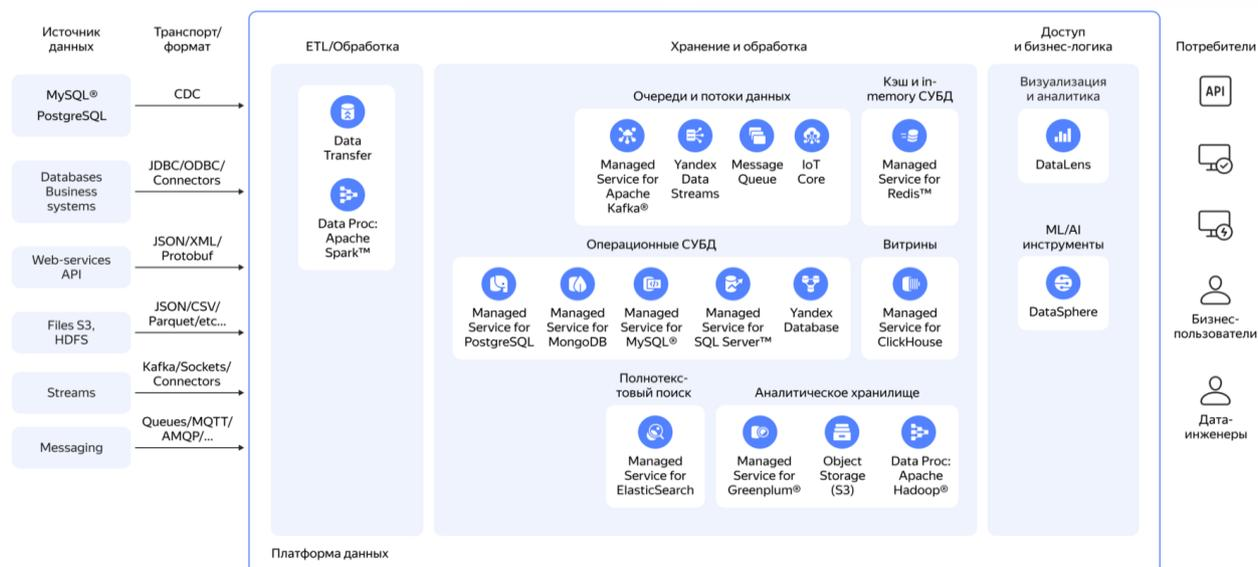 Источник
данных
Транспорт/
формат
ETL/Обработка
Хранение и обработка
Доступ
и бизнес-логика
Потребители
MySQL®
PostgreSQL
CDC
Databases
Business
systems
JDBC/ODBC/
Connectors
Web-services
API
JSON/XML/
Protobuf
Files S3,
HDFS
JSON/CSV/
Parquet/etc...
Streams
Kafka/Sockets/
Connectors
Messaging
Queues/MQTT/
AMQP/...
Data
Transfer
Data Proc:
Apache
Spark™
Очереди и потоки данных
Managed
Service for
Apache
Kafka®
Yandex
Data
Streams
Message
Queue
IoT
Core
Кэш и in-
memory СУБД
Managed
Service for
Redis™
Операционные СУБД
Managed
Service for
PostgreSQL
Managed
Service for
MongoDB
Managed
Service for
MySQL®
Managed
Service for
SQL Server™
Yandex
Database
Витрины
Managed
Service for
ClickHouse
Полнотекс-
товый поиск
Managed
Service for
ElasticSearch
Аналитическое хранилище
Managed
Service for
Greenplum®
Object
Storage
(S3)
Data Proc:
Apache
Hadoop®
Визуализация
и аналитика
DataLens
ML/AI
инструменты
DataSphere
API
Бизнес-
пользователи
Дата-
инженеры
Платформа данных